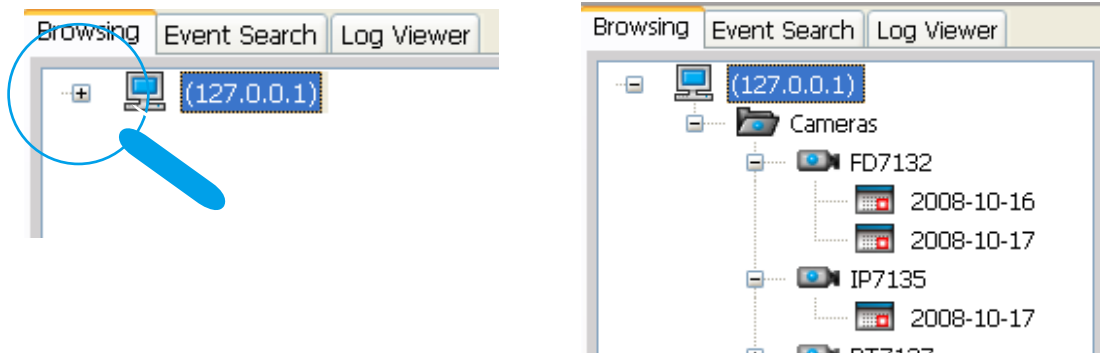 Browsing Event Search Log Viewer
(127.0.0.1)
Browsing Event Search Log Viewer
(127.0.0.1)
Cameras
FD7132
2008-10-16
2008-10-17
IP7135
2008-10-17